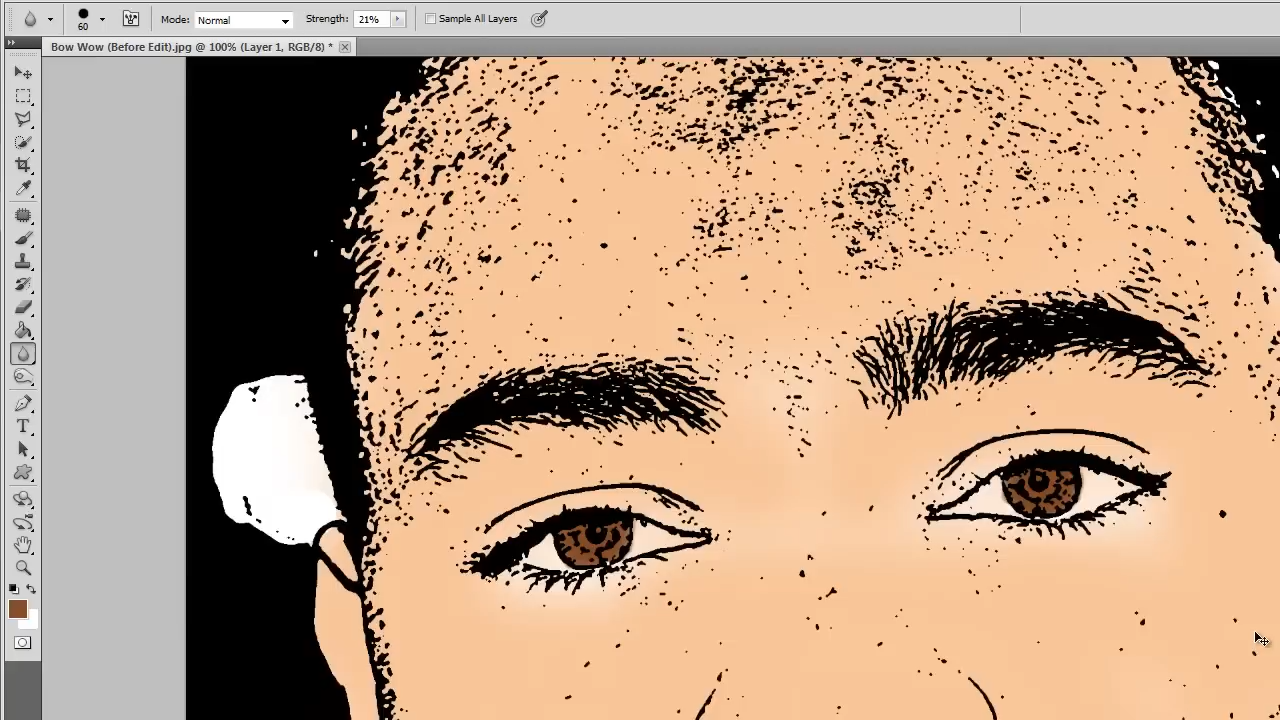 60 Mode: Normal Strength: 21% Sample All Layers
Bow Wow (Before Edit).jpg @ 100% (Layer 1, RGB/8) *
T